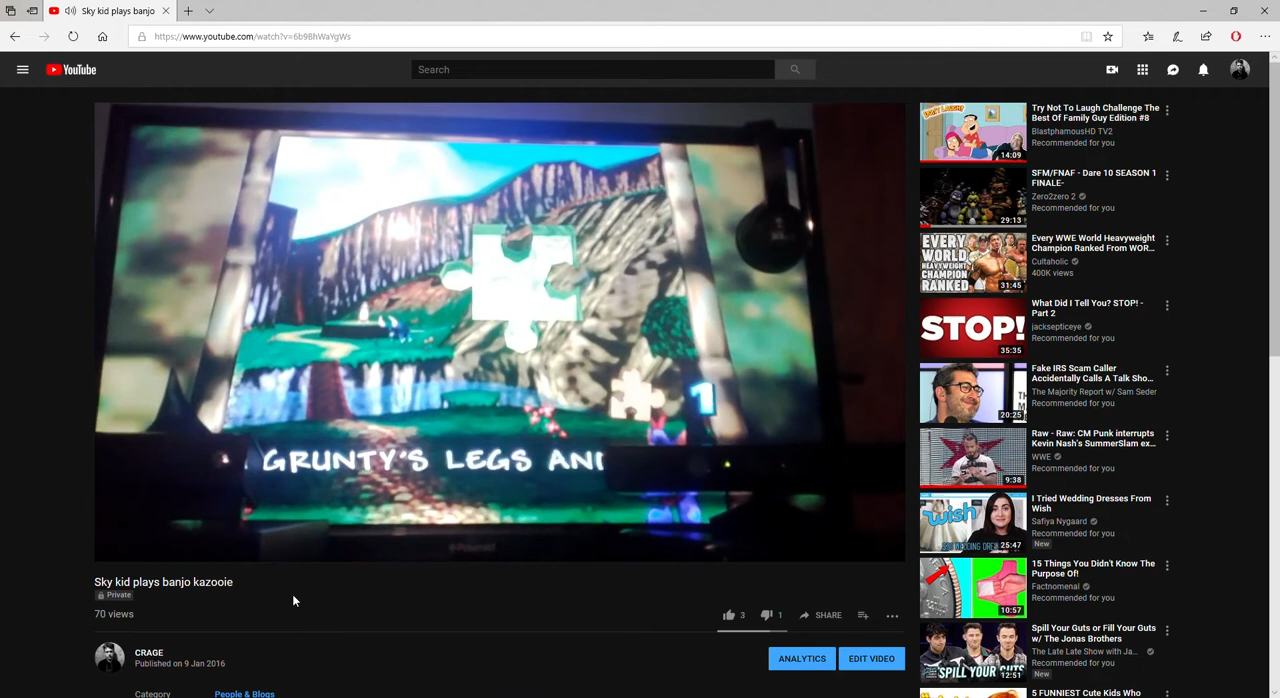 Sky kid plays banjo
https://www.youtube.com/watch?v=6b9BhWaYgWs
YouTube
Search
GRUNTY'S LEGS ANI
1
Polaroid
Sky kid plays banjo kazooie
Private
70 views
3
1
SHARE
CRAGE
Published on 9 Jan 2016
ANALYTICS
EDIT VIDEO
Category
People & Blogs
14:09
Try Not To Laugh Challenge The
Best Of Family Guy Edition #8
BlastphamousHD TV2
Recommended for you
29:13
SFM/FNAF - Dare 10 SEASON 1
FINALE-
Zero2zero 2
Recommended for you
EVERY
WORLD
HEAVYWEIGHT
CHAMPION
RANKED
31:45
Every WWE World Heavyweight
Champion Ranked From WOR...
Cultaholic
400K views
STOP!
35:35
What Did I Tell You? STOP! -
Part 2
jacksepticeye
Recommended for you
20:25
Fake IRS Scam Caller
Accidentally Calls A Talk Sho...
The Majority Report w/ Sam Seder
Recommended for you
9:38
Raw - Raw: CM Punk interrupts
Kevin Nash's SummerSlam ex...
WWE
Recommended for you
wish
25:47
I Tried Wedding Dresses From
Wish
Safiya Nygaard
Recommended for you
New
10:57
15 Things You Didn't Know The
Purpose Of!
Factnomenal
Recommended for you
SPILL YOUR GUTS
12:51
Spill Your Guts or Fill Your Guts
w/ The Jonas Brothers
The Late Late Show with Ja...
Recommended for you
New
5 FUNNIEST Cute Kids Who